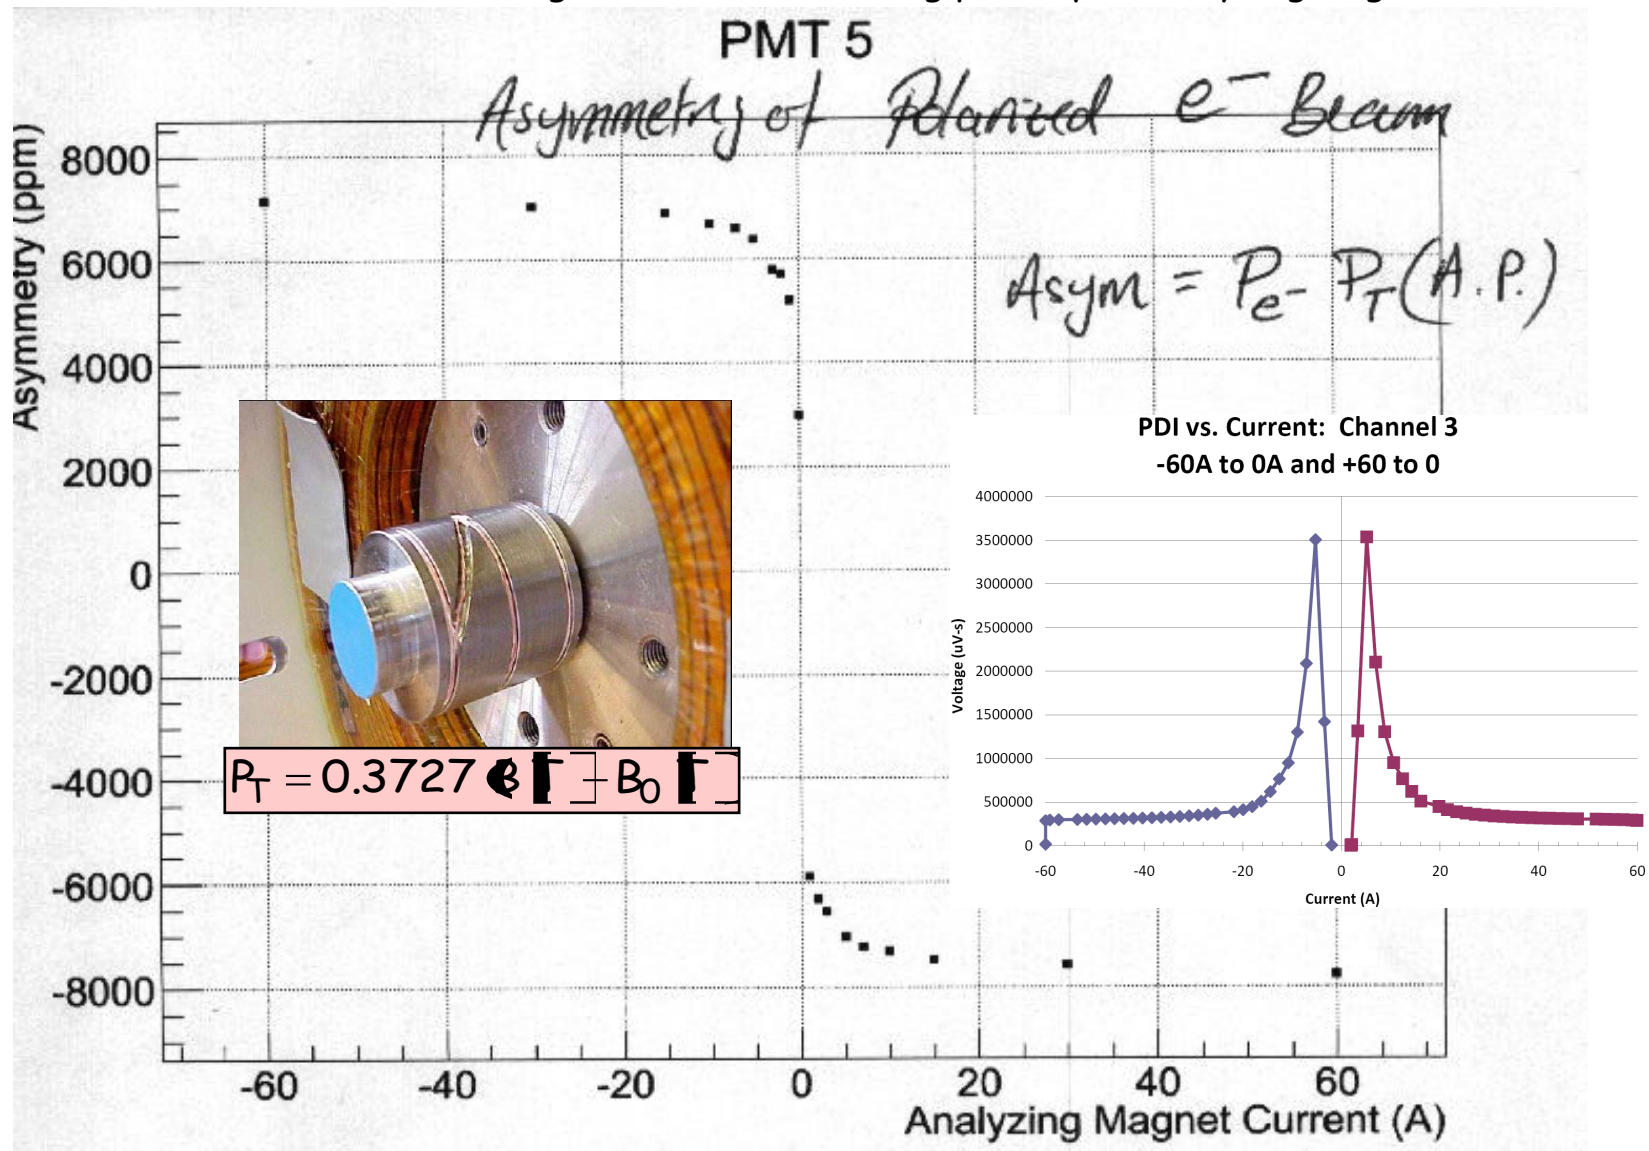 PMT 5
Asymmetry of Polarized e⁻ Beam
Asymmetry (ppm)
8000
6000
4000
2000
0
-2000
-4000
-6000
-8000
Asym = Pe- PT (A.P.)
PDI vs. Current: Channel 3
-60A to 0A and +60 to 0
Voltage (uV-s)
4000000
3500000
3000000
2500000
2000000
1500000
1000000
500000
0
-60 -40 -20 0 20 40 60
Current (A)
PT = 0.3727 B0
-60 -40 -20 0 20 40 60
Analyzing Magnet Current (A)